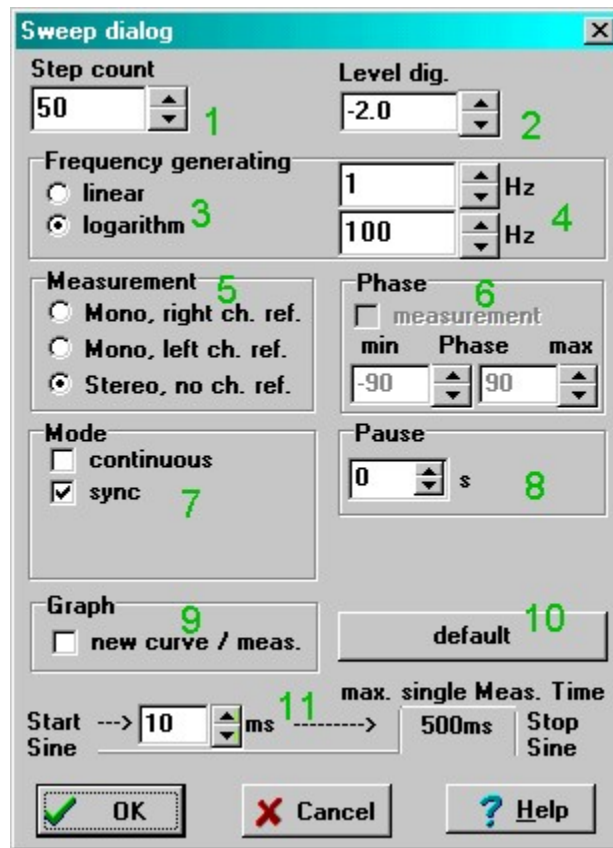 Sweep dialog
Step count
Level dig.
50
1
-2.0
2
Frequency generating
linear
logarithm
3
1
Hz
100
Hz
4
Measurement
5
Mono, right ch. ref.
Mono, left ch. ref.
Stereo, no ch. ref.
Phase
6
measurement
min Phase max
-90
90
Mode
continuous
sync
7
Pause
0
s
8
Graph
9
new curve / meas.
10
default
max. single Meas. Time
Start
Sine
--->
10
ms
11
--------->
500ms
Stop
Sine
OK
Cancel
? Help